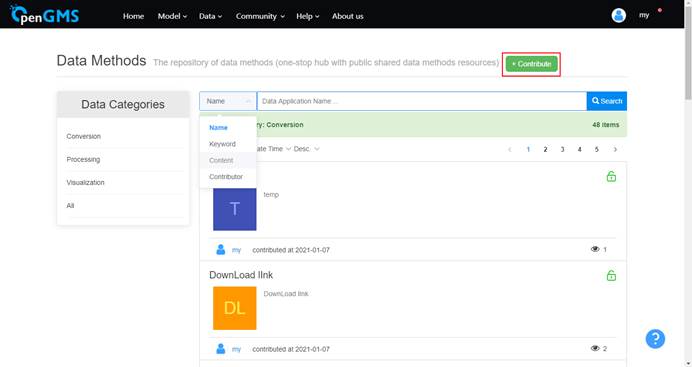 OpenGMS Home Model Data Community Help About us my
Data Methods The repository of data methods (one-stop hub with public shared data methods resources) + Contribute
Data Categories
Conversion
Processing
Visualization
All
Name Data Application Name ... Search
ry: Conversion 48 items
Name
Keyword
Content
Contributor
ate Time Desc. < 1 2 3 4 5 >
T temp
my contributed at 2021-01-07 1
DownLoad lInk
DL DownLoad link
my contributed at 2021-01-07 2
?